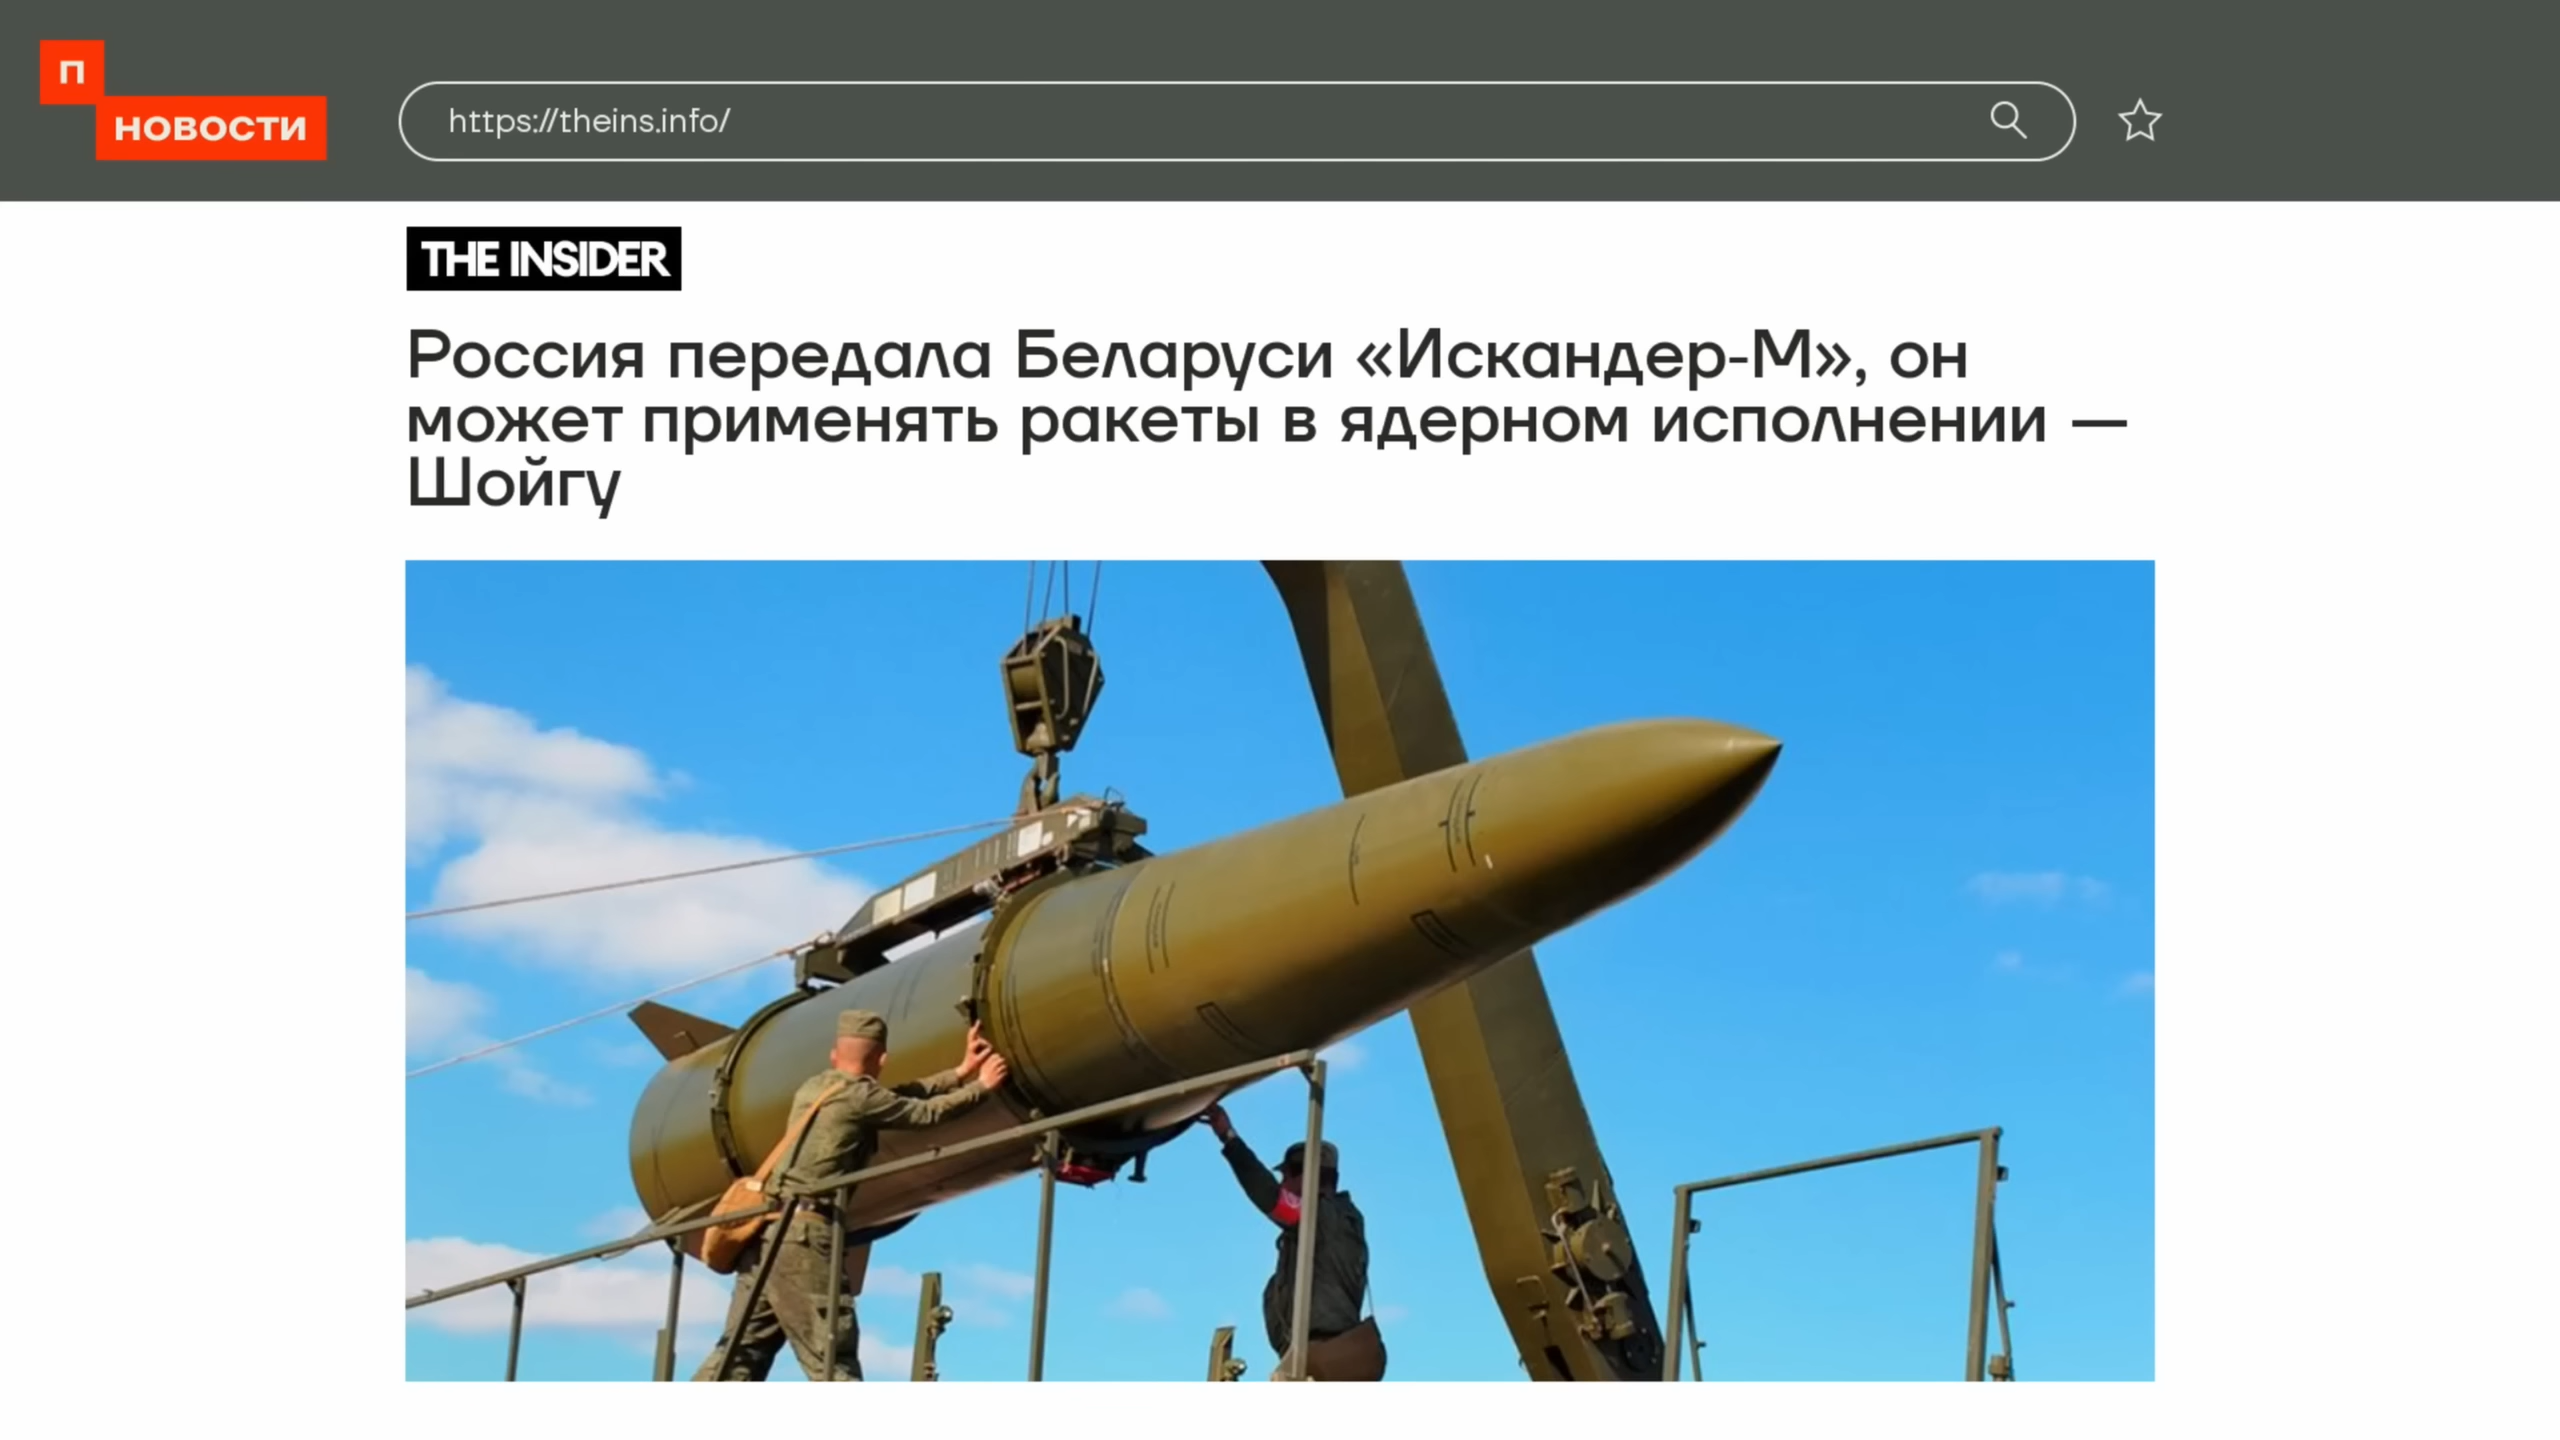 П
НОВОСТИ
https://theins.info/
THE INSIDER
Россия передала Беларуси «Искандер-М», он
может применять ракеты в ядерном исполнении —
Шойгу